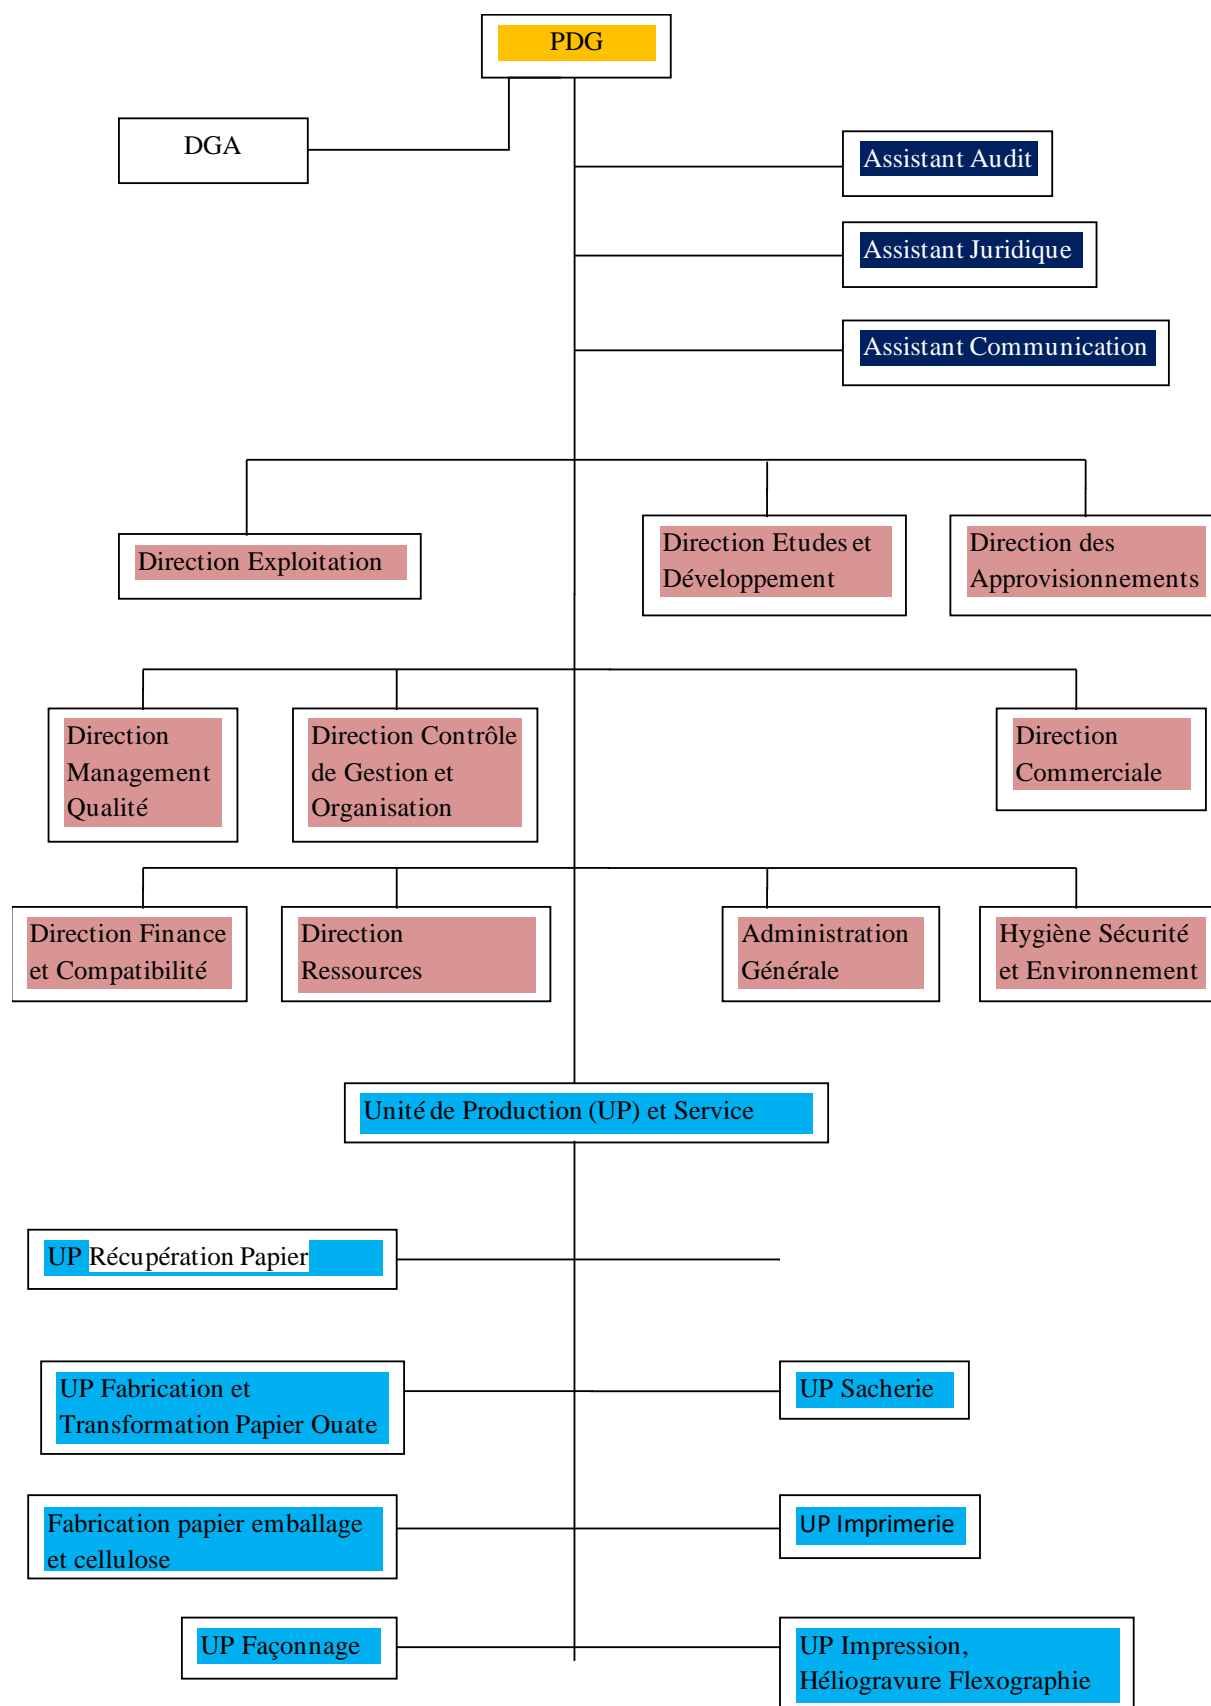 PDG
DGA
Assistant Audit
Assistant Juridique
Assistant Communication
Direction Exploitation
Direction Etudes et
Développement
Direction des
Approvisionnements
Direction
Management
Qualité
Direction Contrôle
de Gestion et
Organisation
Direction
Commerciale
Direction Finance
et Compatibilité
Direction
Ressources
Administration
Générale
Hygiène Sécurité
et Environnement
Unité de Production (UP) et Service
UP Récupération Papier
UP Fabrication et
Transformation Papier Ouate
UP Sacherie
Fabrication papier emballage
et cellulose
UP Imprimerie
UP Façonnage
UP Impression,
Héliogravure Flexographie